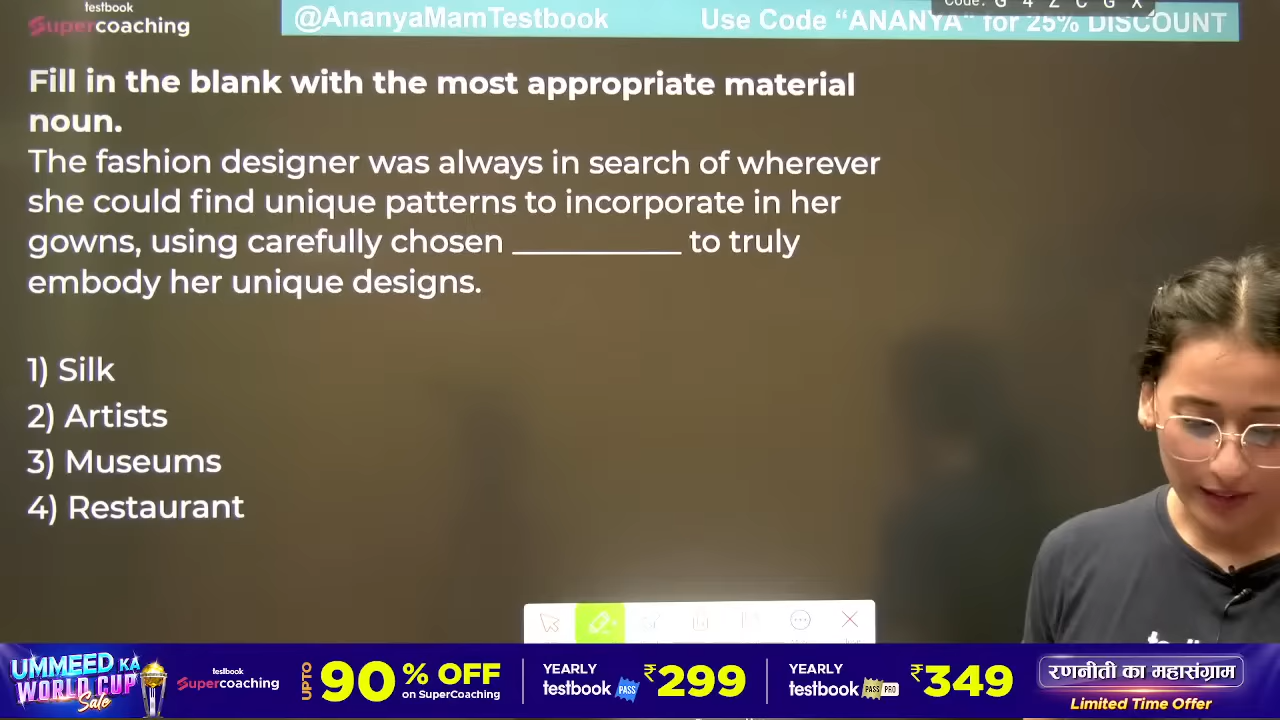 testbook
Supercoaching
@AnanyaMamTestbook
Use Code “ANANYA” for 25% DISCOUNT
Code: G 4 Z C G X
Fill in the blank with the most appropriate material
noun.
The fashion designer was always in search of wherever
she could find unique patterns to incorporate in her
gowns, using carefully chosen __________ to truly
embody her unique designs.
1) Silk
2) Artists
3) Museums
4) Restaurant
UMMEED KA
WORLD CUP
Sale
testbook
Supercoaching
UPTO
90% OFF
on SuperCoaching
YEARLY
testbook PASS
₹299
YEARLY
testbook PASS PRO
₹349
रणनीती का महासंग्राम
Limited Time Offer